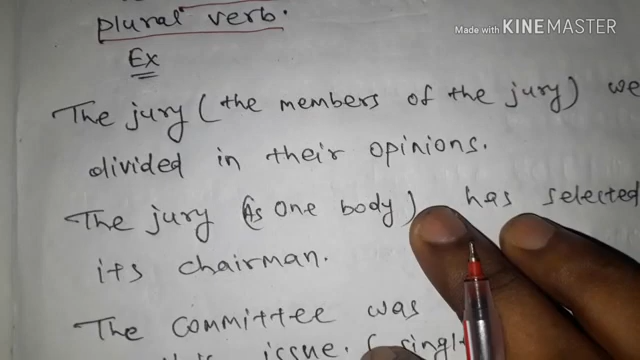 plural verb.
Made with KINEMASTER
Ex
The jury (the members of the jury) we
divided in their opinions.
The jury (As one body) has selected
its chairman.
The committee was
issue. (singl